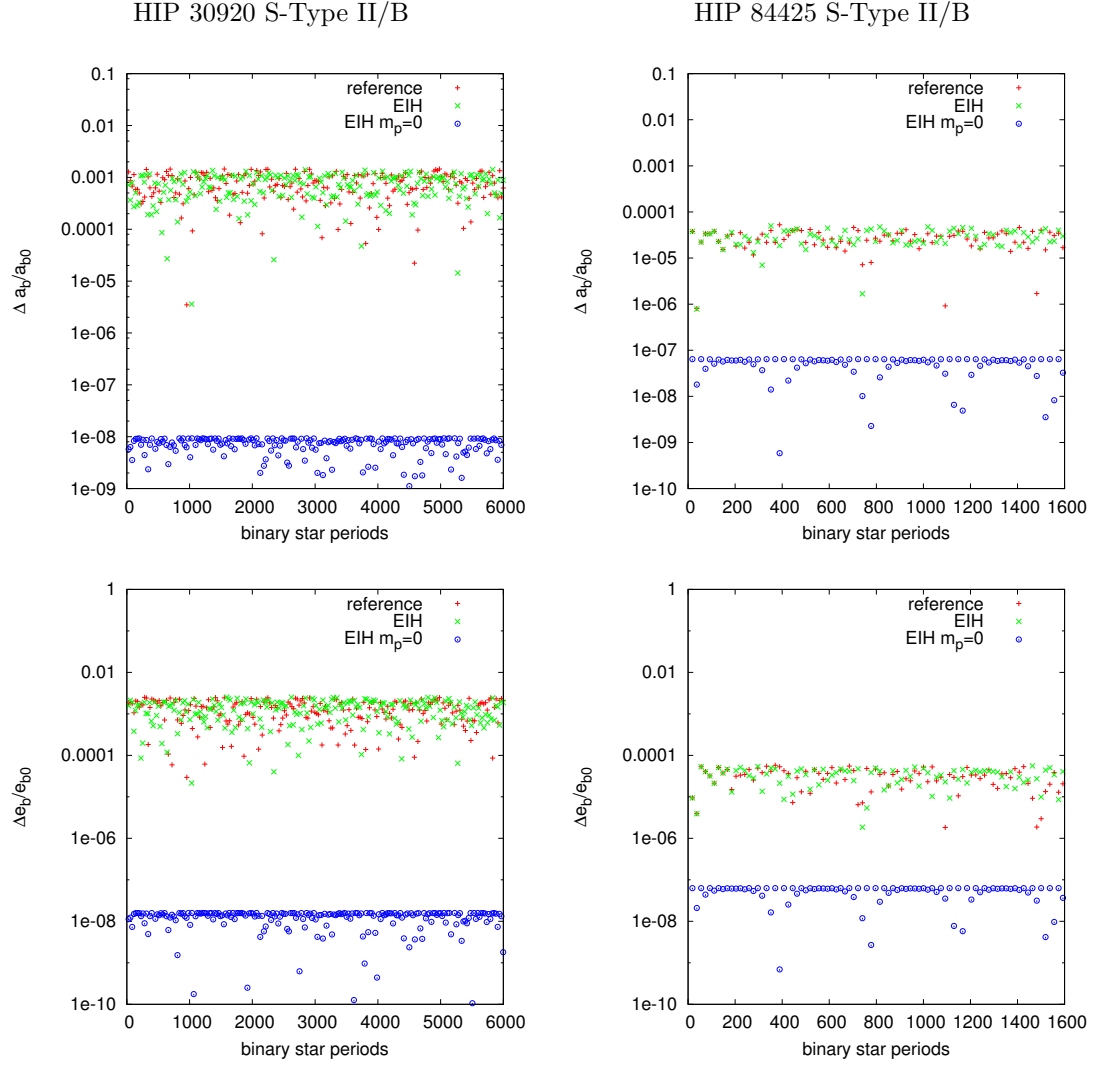 HIP 30920 S-Type II/B
HIP 84425 S-Type II/B
0.1
0.01
0.001
0.0001
1e-05
1e-06
1e-07
1e-08
1e-09
0 1000 2000 3000 4000 5000 6000
binary star periods
Δ a_b/a_b0
reference
EIH
EIH m_p=0
0.1
0.01
0.001
0.0001
1e-05
1e-06
1e-07
1e-08
1e-09
1e-10
0 200 400 600 800 1000 1200 1400 1600
binary star periods
Δ a_b/a_b0
reference
EIH
EIH m_p=0
1
0.01
0.0001
1e-06
1e-08
1e-10
0 1000 2000 3000 4000 5000 6000
binary star periods
Δe_b/e_b0
reference
EIH
EIH m_p=0
1
0.01
0.0001
1e-06
1e-08
1e-10
0 200 400 600 800 1000 1200 1400 1600
binary star periods
Δe_b/e_b0
reference
EIH
EIH m_p=0